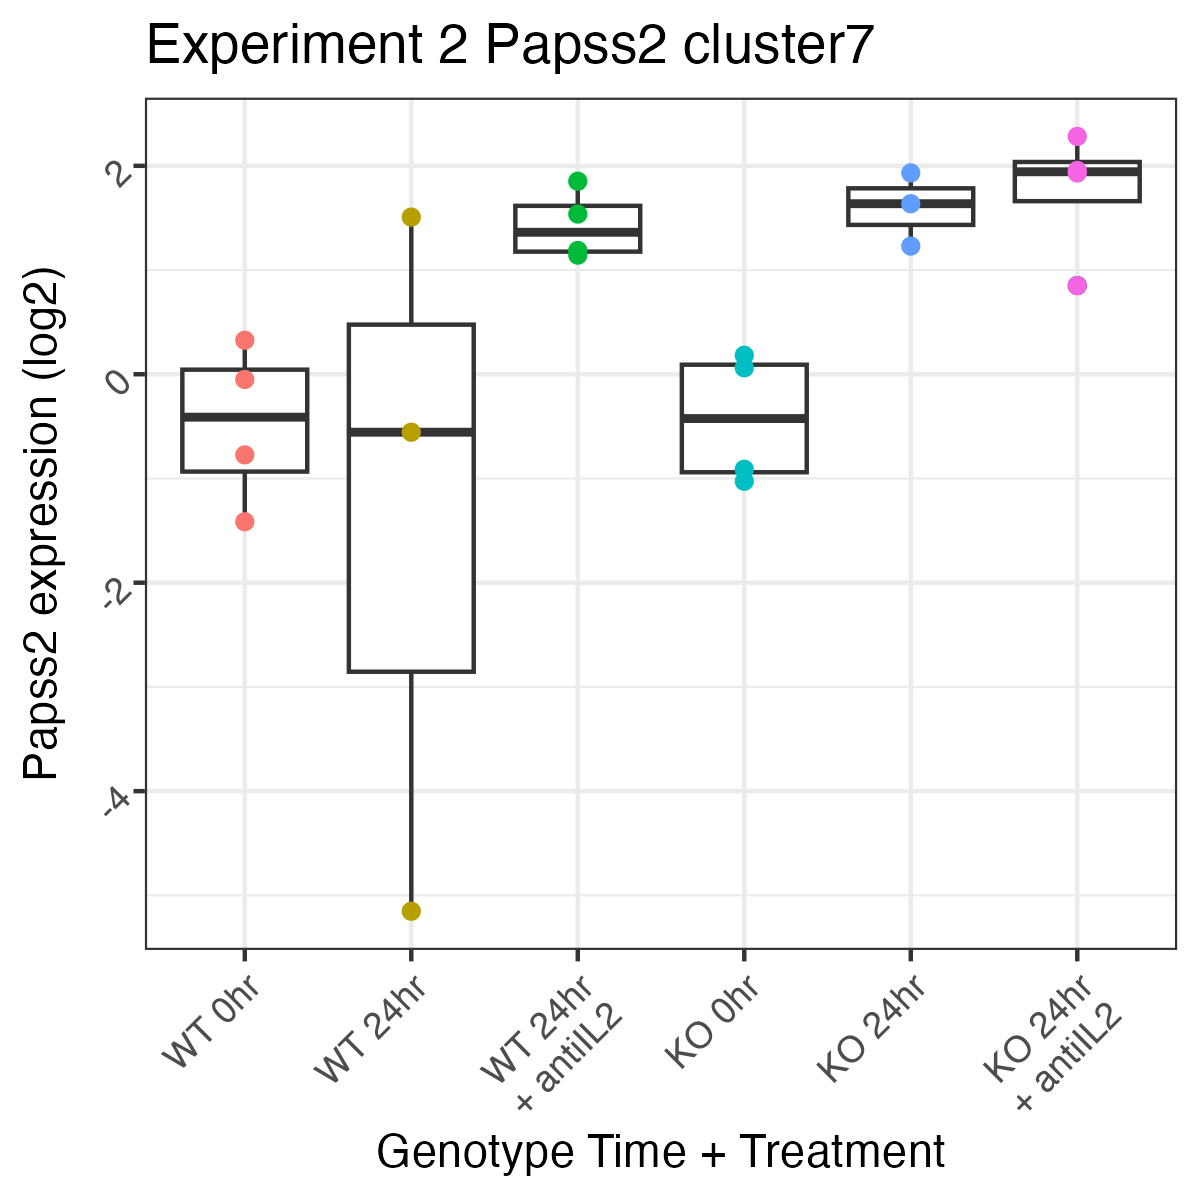 Experiment 2 Papss2 cluster7
Papss2 expression (log2)
2
0
-2
-4
WT 0hr
WT 24hr
WT 24hr
+ antiIL2
KO 0hr
KO 24hr
KO 24hr
+ antiIL2
Genotype Time + Treatment